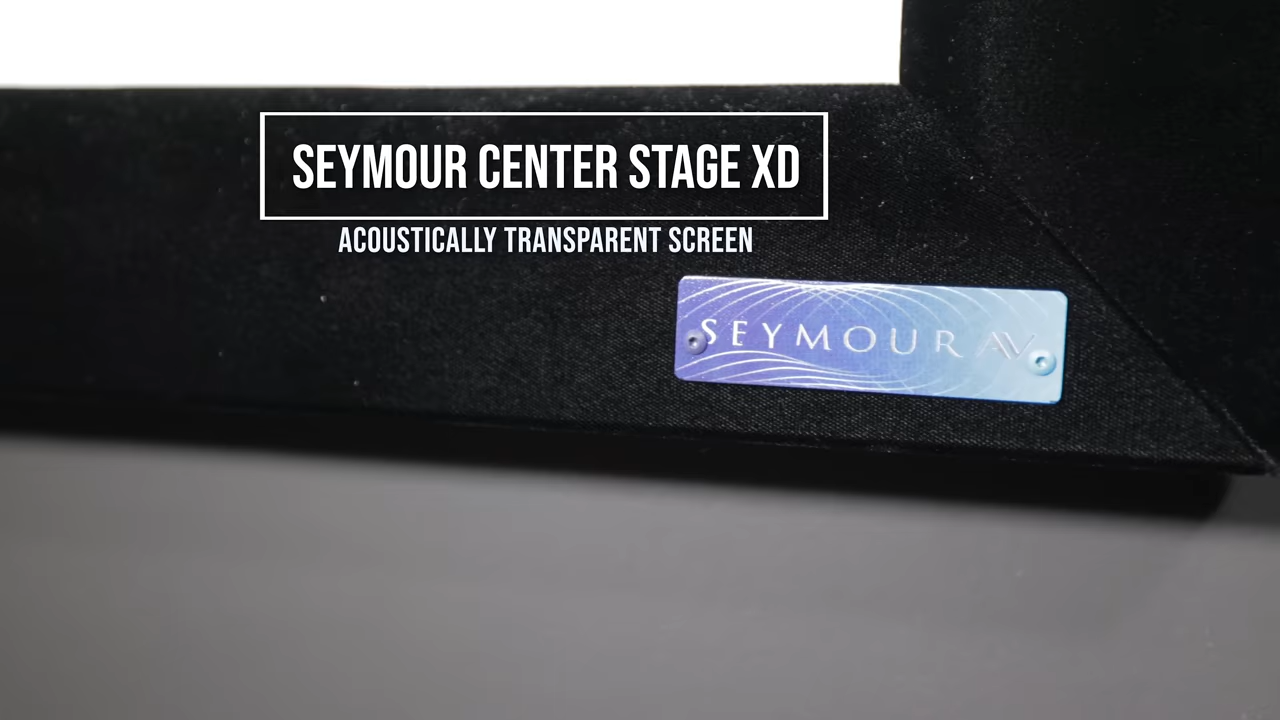 SEYMOUR CENTER STAGE XD
ACOUSTICALLY TRANSPARENT SCREEN
SEYMOUR AV